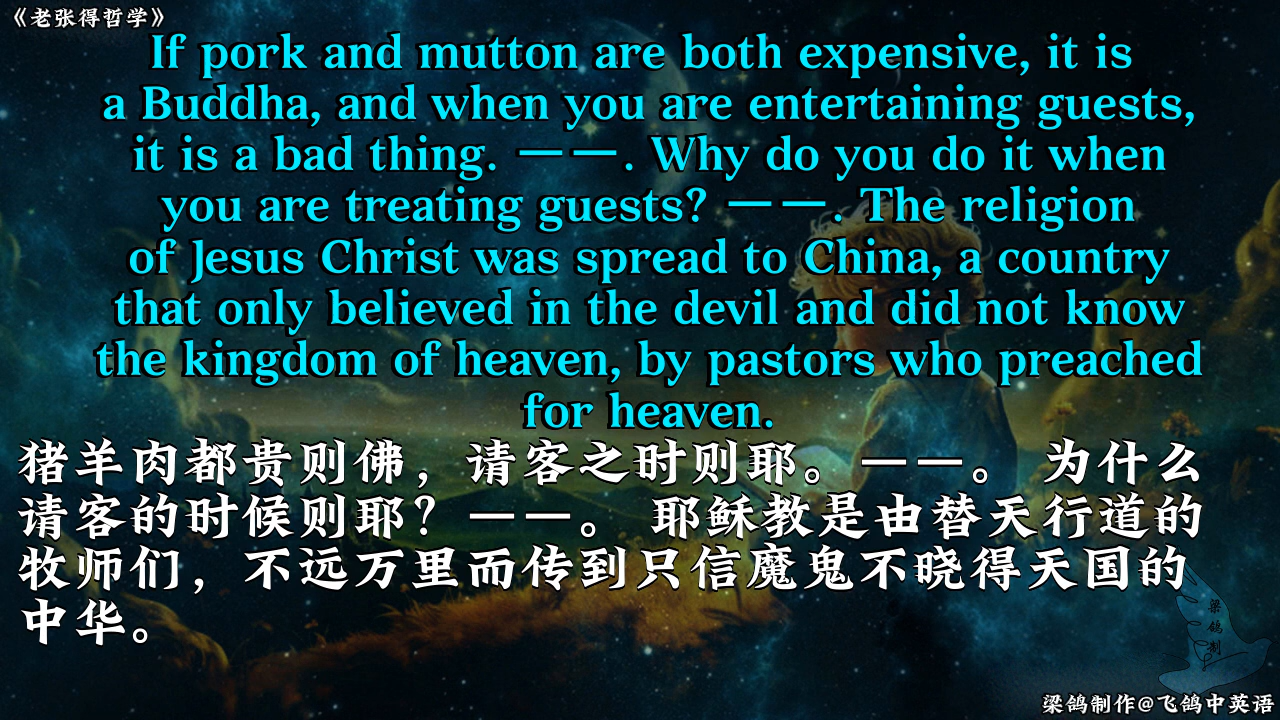 《老张得哲学》
If pork and mutton are both expensive, it is
a Buddha, and when you are entertaining guests,
it is a bad thing. ——. Why do you do it when
you are treating guests? ——. The religion
of Jesus Christ was spread to China, a country
that only believed in the devil and did not know
the kingdom of heaven, by pastors who preached
for heaven.
猪羊肉都贵则佛，请客之时则耶。——。 为什么
请客的时候则耶？——。 耶稣教是由替天行道的
牧师们，不远万里而传到只信魔鬼不晓得天国的
中华。
梁鸽制
梁鸽制作@飞鸽中英语